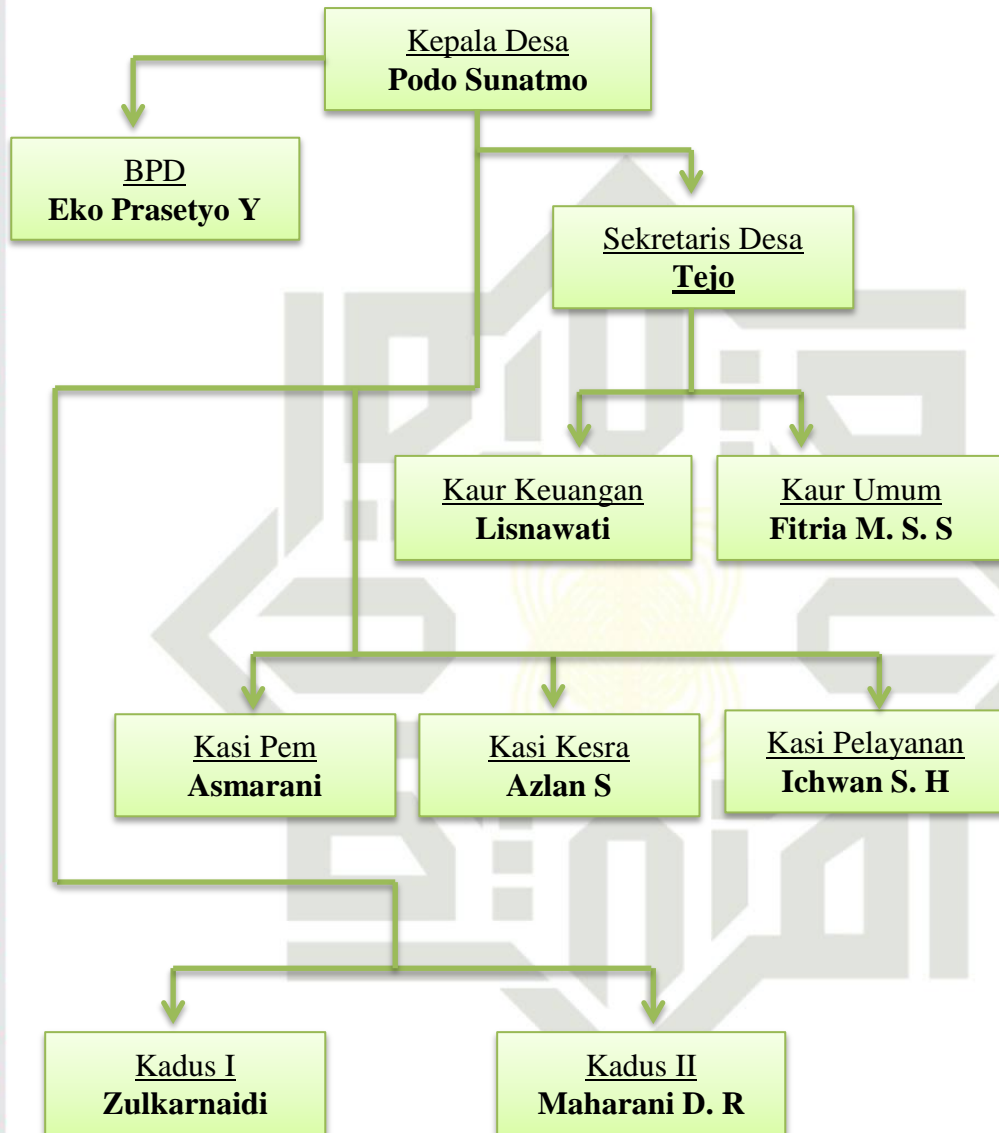 Kepala Desa
Podo Sunatmo
BPD
Eko Prasetyo Y
Sekretaris Desa
Tejo
Kaur Keuangan
Lisnawati
Kaur Umum
Fitria M. S. S
Kasi Pem
Asmarani
Kasi Kesra
Azlan S
Kasi Pelayanan
Ichwan S. H
Kadus I
Zulkarnaidi
Kadus II
Maharani D. R